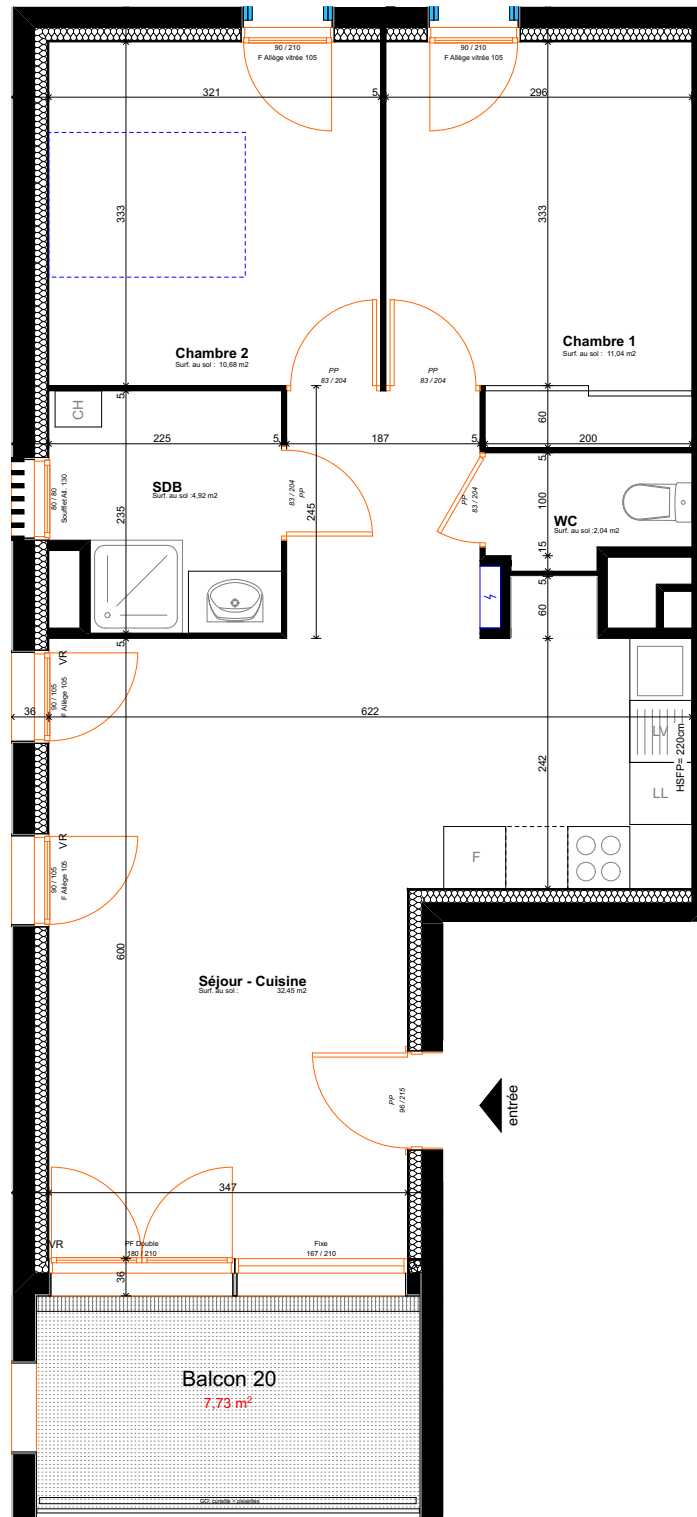 90 / 210
F Allège vitrée 105
90 / 210
F Allège vitrée 105
321
5
296
333
333
Chambre 2
Surf. au sol : 10,68 m2
Chambre 1
Surf. au sol : 11,04 m2
PP
83 / 204
PP
83 / 204
CH
5
60
225
5
187
5
200
SDB
Surf. au sol :4,92 m2
80 / 80
Soufflet All. 130
235
83 / 204
PP
245
PP
83 / 204
5
100
WC
Surf. au sol :2,04 m2
15
5
60
5
VR
90 / 105
F Allège 105
36
622
242
LV
HSFP= 220cm
LL
F
VR
90 / 105
F Allège 105
600
Séjour - Cuisine
Surf. au sol : 32,45 m2
PP
96 / 215
entrée
347
VR
PF Double
180 / 210
Fixe
167 / 210
36
Balcon 20
7,73 m²